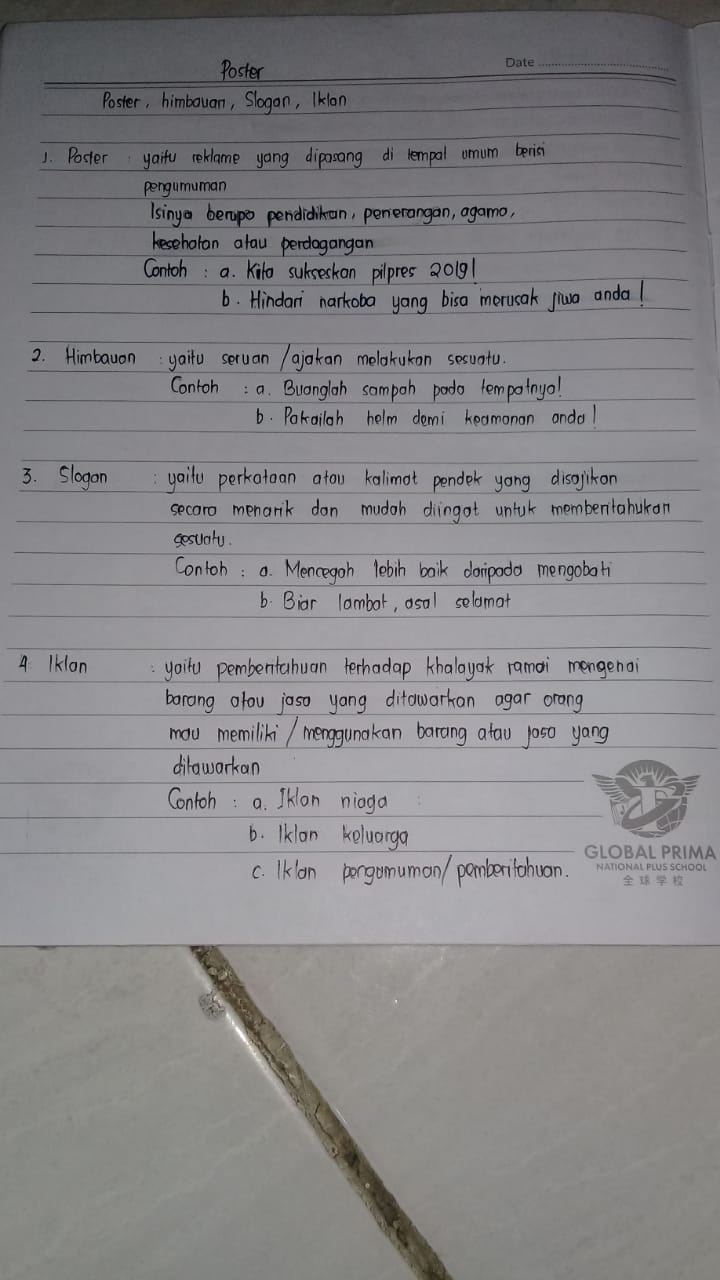 Poster
Date
Poster, himbauan, Slogan, Iklan
1. Poster : yaitu reklame yang dipasang di tempat umum berisi
pengumuman
Isinya berupa pendidikan, penerangan, agama,
kesehatan atau perdagangan
Contoh : a. Kita sukseskan pilpres 2019!
b. Hindari narkoba yang bisa merusak jiwa anda!
2. Himbauan : yaitu seruan /ajakan melakukan sesuatu.
Contoh : a. Buanglah sampah pada tempatnya!
b. Pakailah helm demi keamanan anda!
3. Slogan : yaitu perkataan atau kalimat pendek yang disajikan
secara menarik dan mudah diingat untuk memberitahukan
sesuatu.
Contoh : a. Mencegah lebih baik daripada mengobati
b. Biar lambat, asal selamat
4. Iklan : yaitu pemberitahuan terhadap khalayak ramai mengenai
barang atau jasa yang ditawarkan agar orang
mau memiliki / menggunakan barang atau jasa yang
ditawarkan
Contoh : a. Iklan niaga
b. Iklan keluarga
c. Iklan pengumuman/pemberitahuan.
GLOBAL PRIMA
NATIONAL PLUS SCHOOL
全球学校